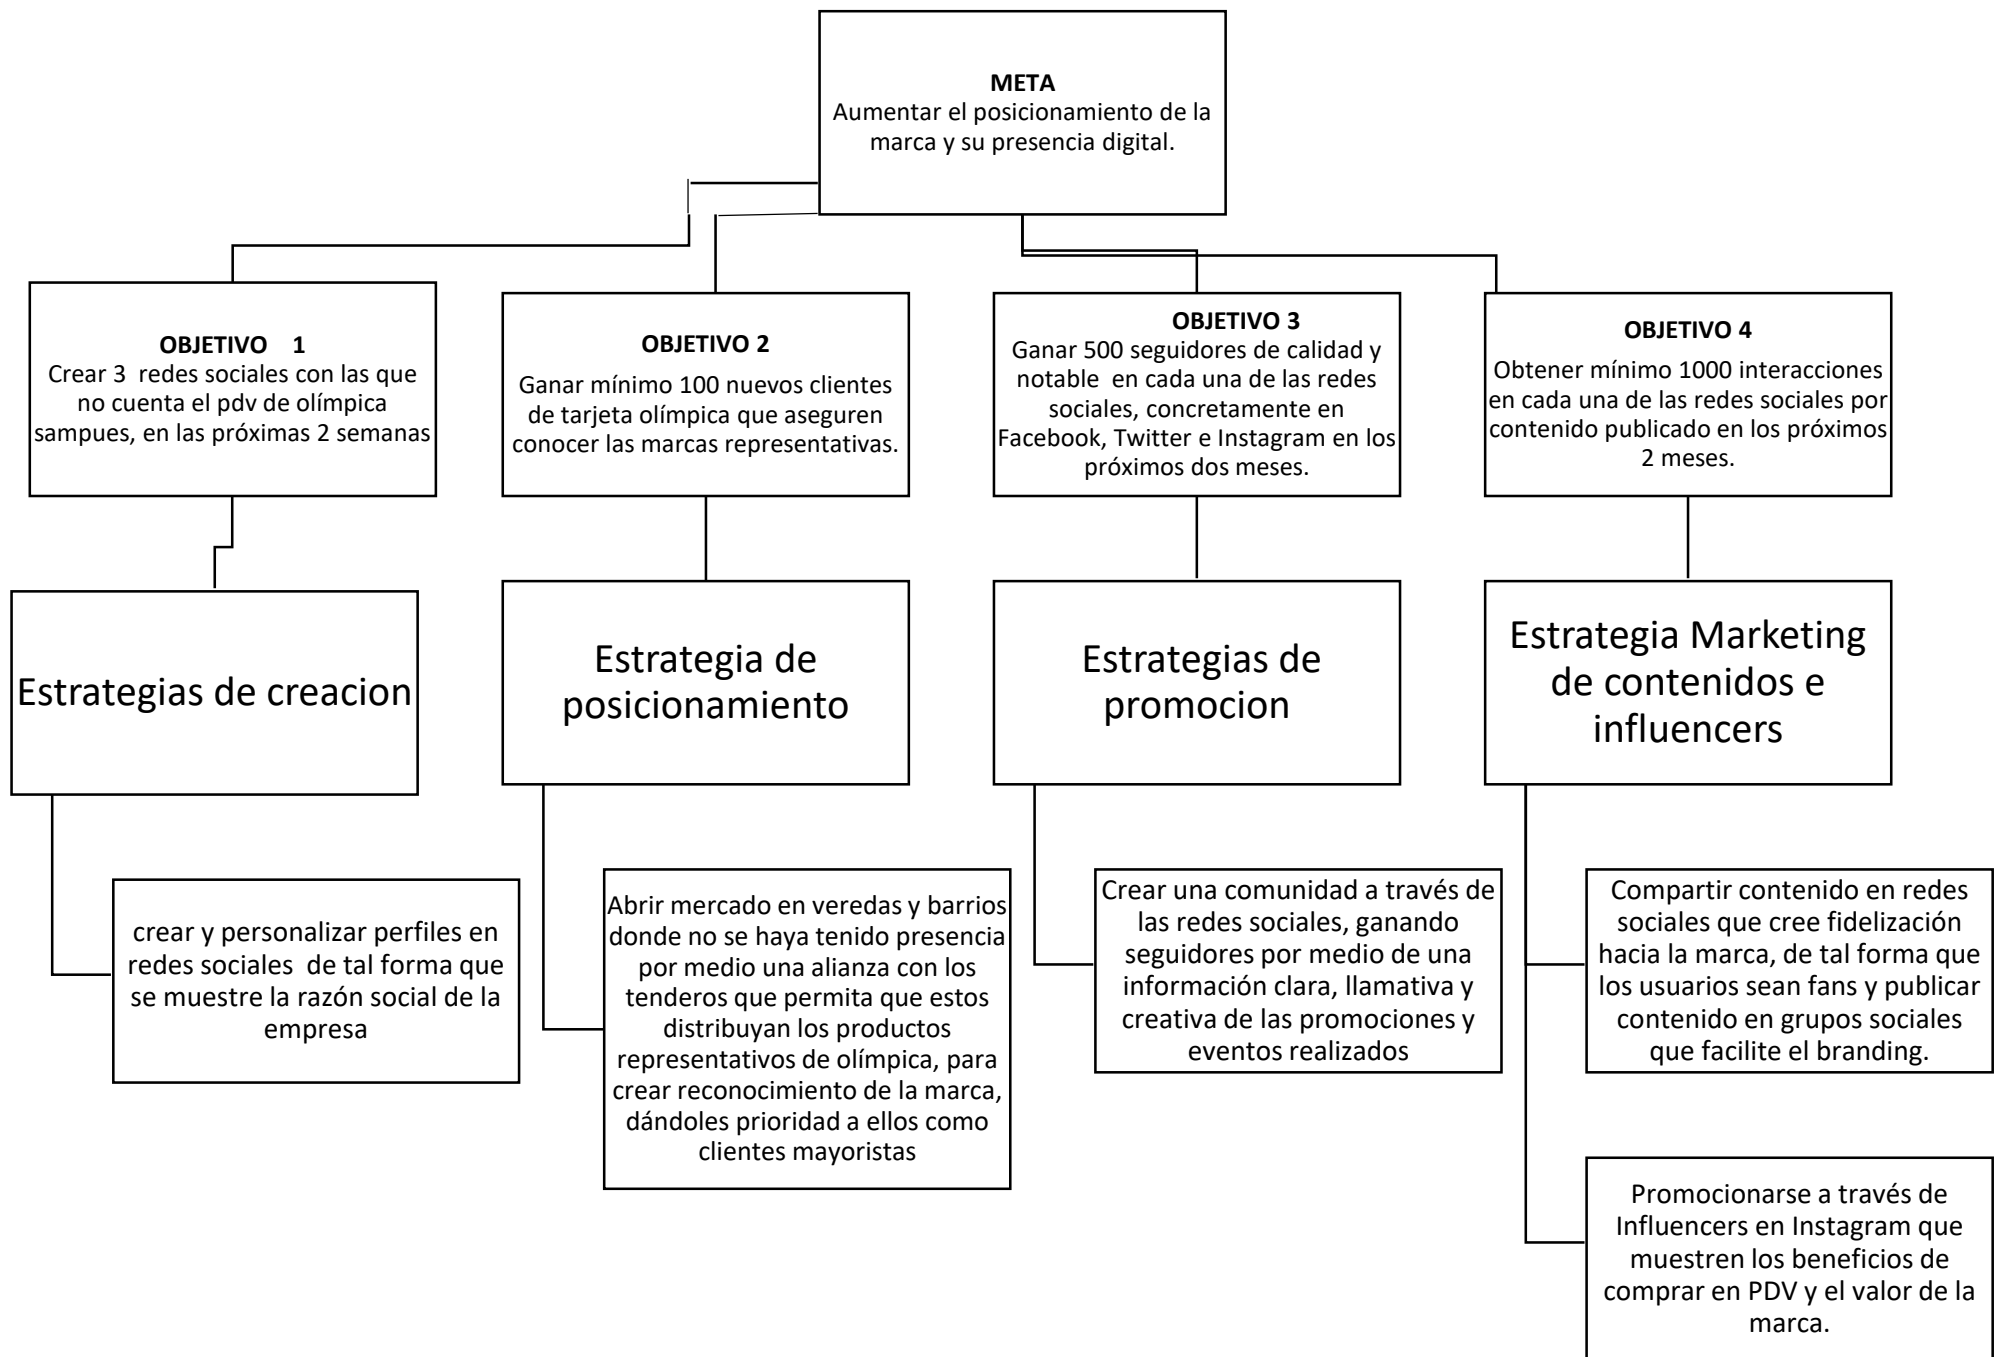 META
Aumentar el posicionamiento de la
marca y su presencia digital.
OBJETIVO 1
Crear 3 redes sociales con las que
no cuenta el pdv de olímpica
sampues, en las próximas 2 semanas
OBJETIVO 2
Ganar mínimo 100 nuevos clientes
de tarjeta olímpica que aseguren
conocer las marcas representativas.
OBJETIVO 3
Ganar 500 seguidores de calidad y
notable en cada una de las redes
sociales, concretamente en
Facebook, Twitter e Instagram en los
próximos dos meses.
OBJETIVO 4
Obtener mínimo 1000 interacciones
en cada una de las redes sociales por
contenido publicado en los próximos
2 meses.
Estrategias de creacion
Estrategia de
posicionamiento
Estrategias de
promocion
Estrategia Marketing
de contenidos e
influencers
crear y personalizar perfiles en
redes sociales de tal forma que
se muestre la razón social de la
empresa
Abrir mercado en veredas y barrios
donde no se haya tenido presencia
por medio una alianza con los
tenderos que permita que estos
distribuyan los productos
representativos de olímpica, para
crear reconocimiento de la marca,
dándoles prioridad a ellos como
clientes mayoristas
Crear una comunidad a través de
las redes sociales, ganando
seguidores por medio de una
información clara, llamativa y
creativa de las promociones y
eventos realizados
Compartir contenido en redes
sociales que cree fidelización
hacia la marca, de tal forma que
los usuarios sean fans y publicar
contenido en grupos sociales
que facilite el branding.
Promocionarse a través de
Influencers en Instagram que
muestren los beneficios de
comprar en PDV y el valor de la
marca.